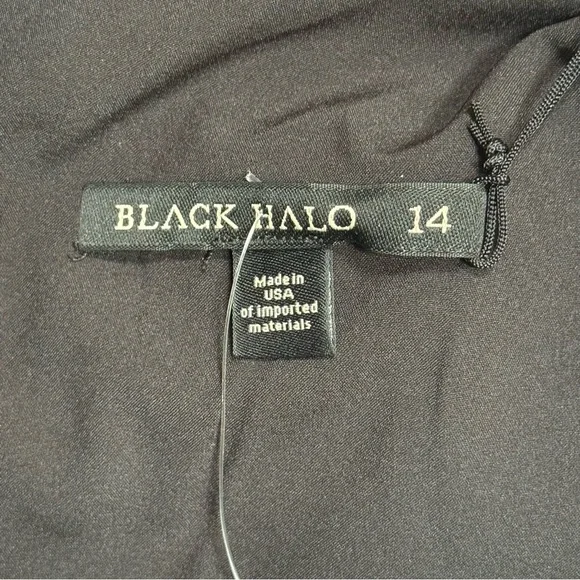 BLACK HALO 14
Made in
USA
of imported
materials